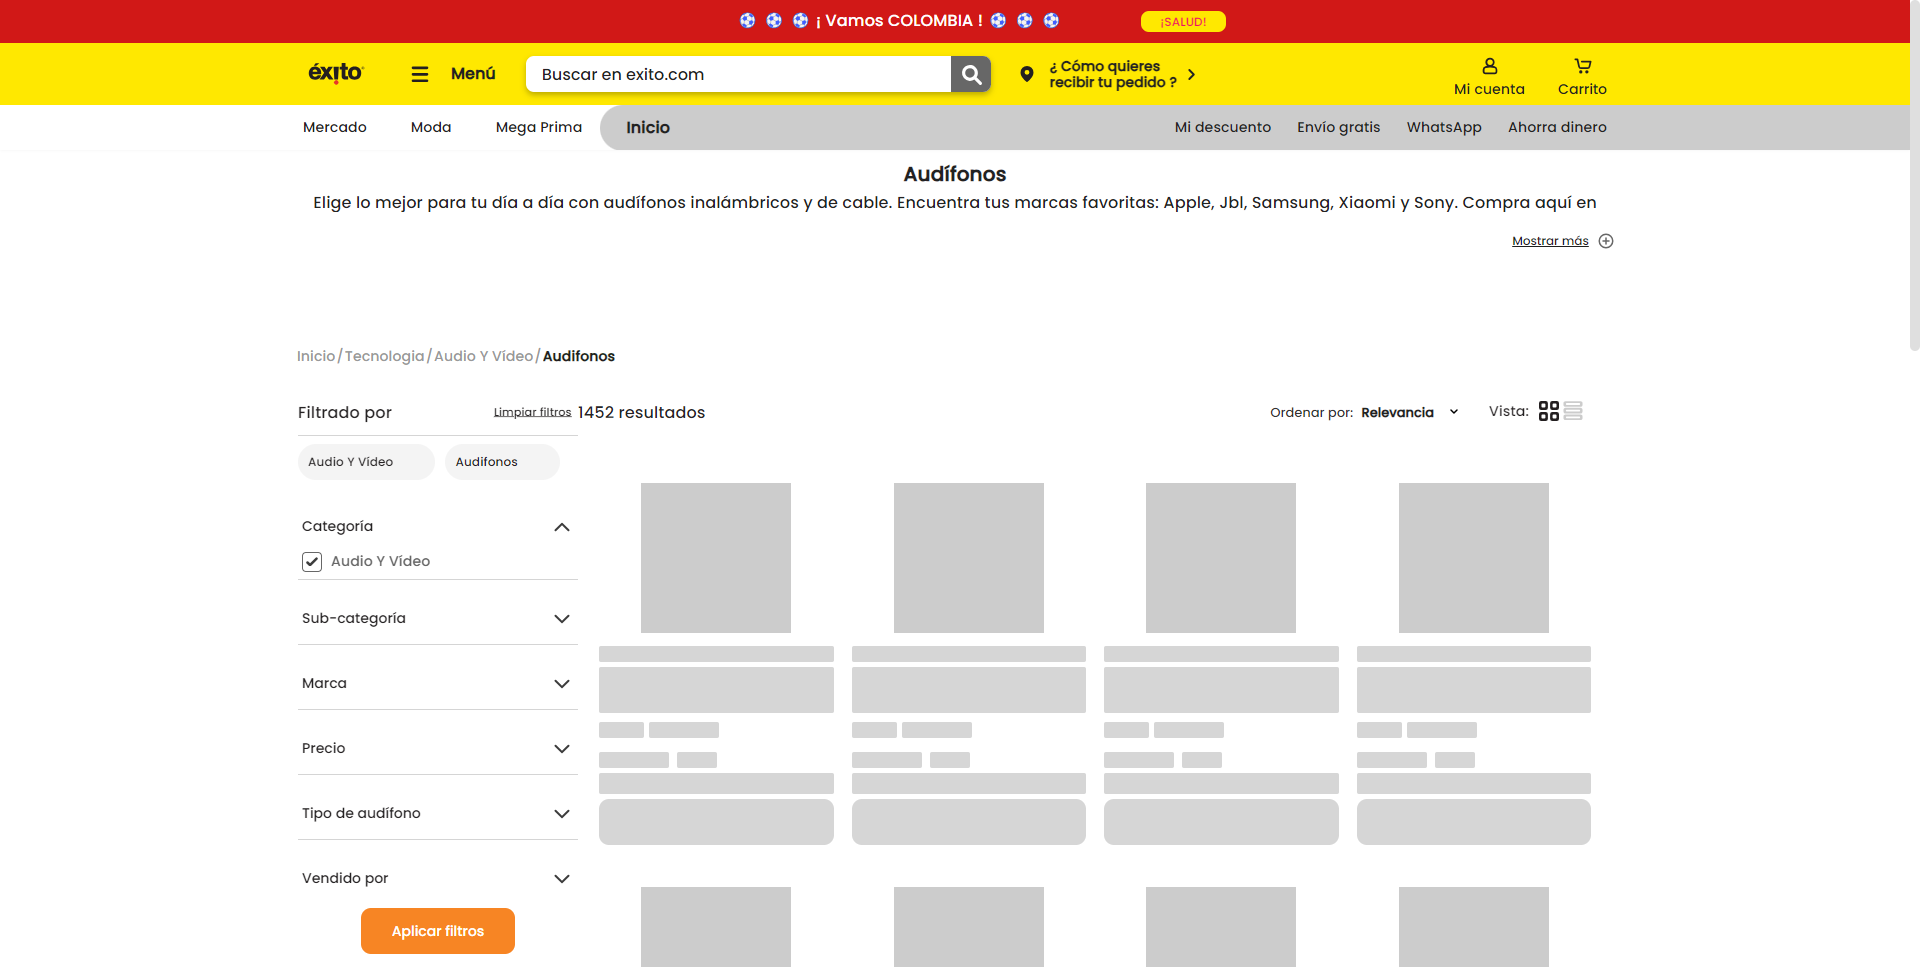 ¡ Vamos COLOMBIA !
¡SALUD!
éxito
Menú
Buscar en exito.com
¿ Cómo quieres
recibir tu pedido ?
Mi cuenta
Carrito
Mercado
Moda
Mega Prima
Inicio
Mi descuento
Envío gratis
WhatsApp
Ahorra dinero
Audífonos
Elige lo mejor para tu día a día con audífonos inalámbricos y de cable. Encuentra tus marcas favoritas: Apple, Jbl, Samsung, Xiaomi y Sony. Compra aquí en
Mostrar más
Inicio/Tecnologia/Audio Y Vídeo/Audifonos
Filtrado por
Limpiar filtros
1452 resultados
Ordenar por: Relevancia
Vista:
Audio Y Vídeo
Audifonos
Categoría
Audio Y Vídeo
Sub-categoría
Marca
Precio
Tipo de audífono
Vendido por
Aplicar filtros